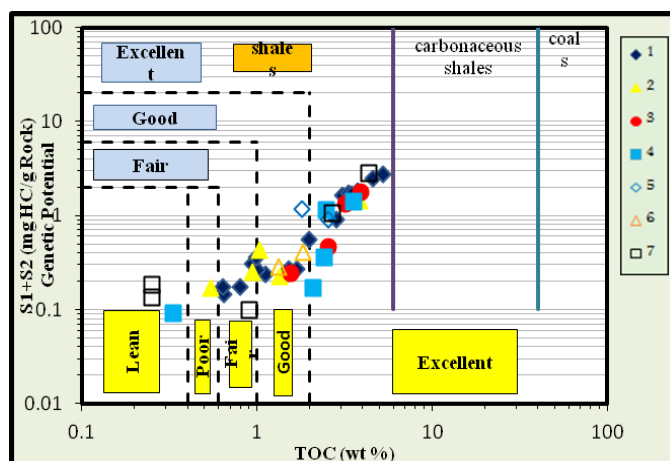 100
10
1
0.1
0.01
S1+S2 (mg HC/g Rock)
Genetic Potential
Excellen
t
shale
s
carbonaceous
shales
coal
s
Good
Fair
Lean
Poor
Fai
r
Good
Excellent
0.1
1
10
100
TOC (wt %)
1
2
3
4
5
6
7